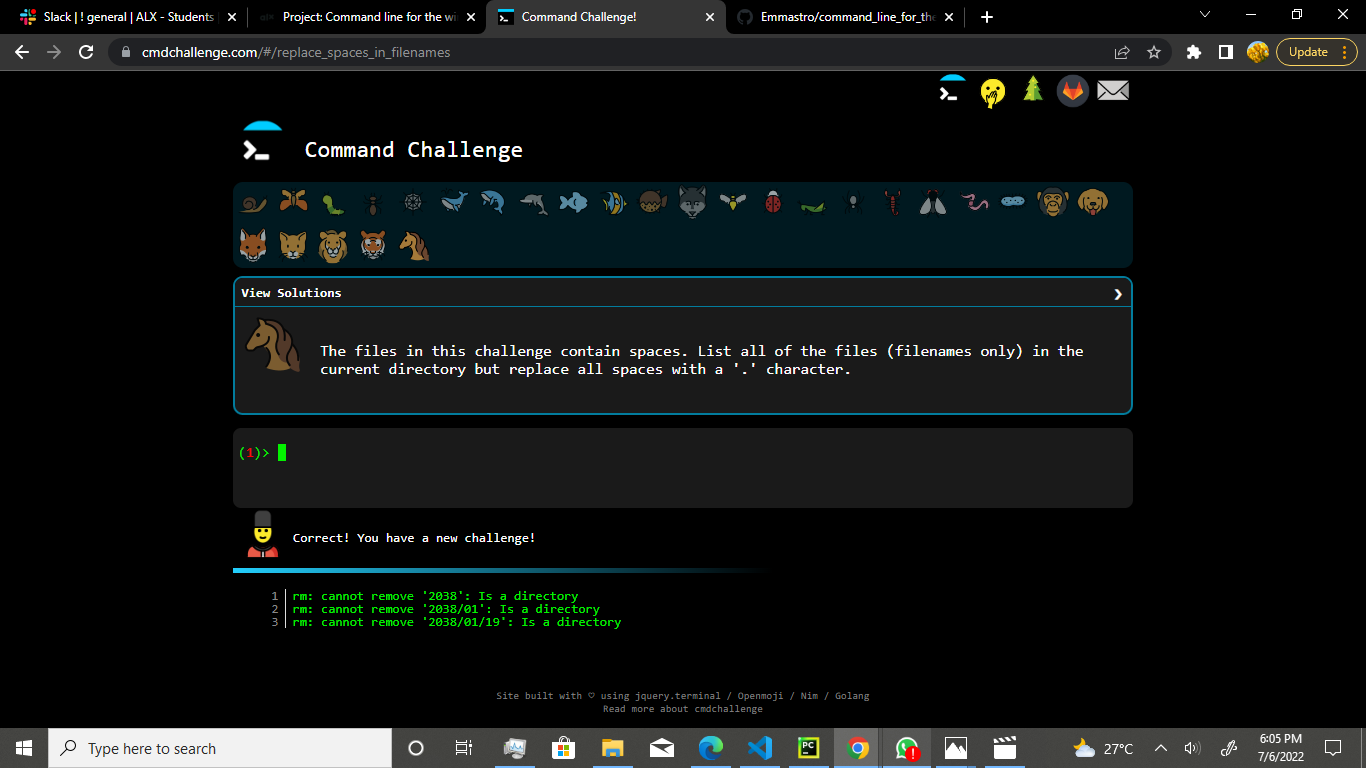 Slack | ! general | ALX - Students
Project: Command line for the wi
Command Challenge!
Emmastro/command_line_for_the
cmdchallenge.com/#/replace_spaces_in_filenames
Update
Command Challenge
View Solutions
The files in this challenge contain spaces. List all of the files (filenames only) in the
current directory but replace all spaces with a '.' character.
(1)>
Correct! You have a new challenge!
1 rm: cannot remove '2038': Is a directory
2 rm: cannot remove '2038/01': Is a directory
3 rm: cannot remove '2038/01/19': Is a directory
Site built with ♡ using jquery.terminal / Openmoji / Nim / Golang
Read more about cmdchallenge
Type here to search
PC
27°C
6:05 PM
7/6/2022